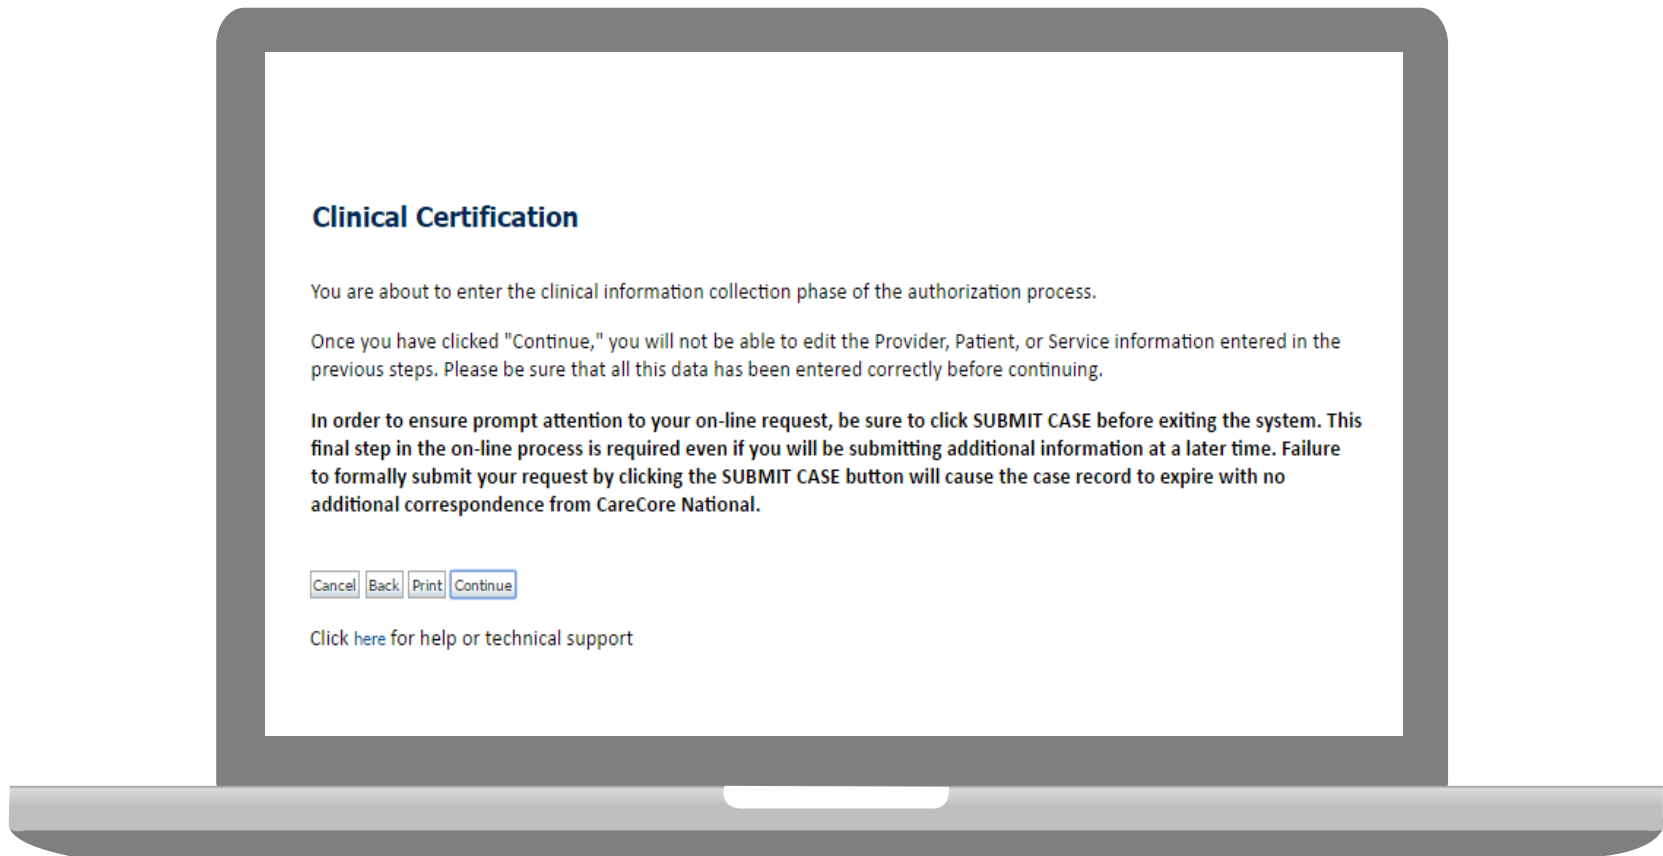 Clinical Certification
You are about to enter the clinical information collection phase of the authorization process.
Once you have clicked "Continue," you will not be able to edit the Provider, Patient, or Service information entered in the
previous steps. Please be sure that all this data has been entered correctly before continuing.
In order to ensure prompt attention to your on-line request, be sure to click SUBMIT CASE before exiting the system. This
final step in the on-line process is required even if you will be submitting additional information at a later time. Failure
to formally submit your request by clicking the SUBMIT CASE button will cause the case record to expire with no
additional correspondence from CareCore National.
Cancel Back Print Continue
Click here for help or technical support